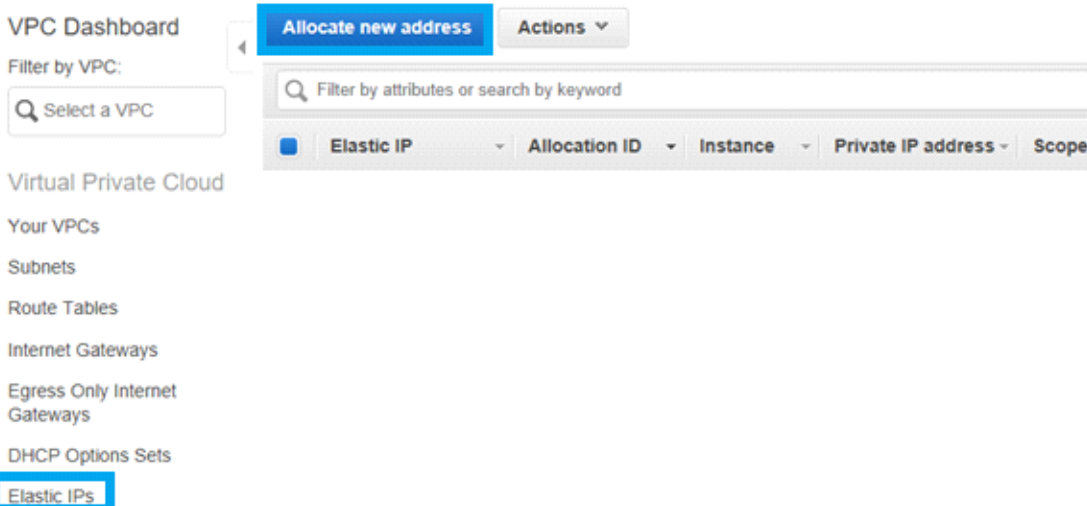 VPC Dashboard
Filter by VPC:
Select a VPC
Virtual Private Cloud
Your VPCs
Subnets
Route Tables
Internet Gateways
Egress Only Internet
Gateways
DHCP Options Sets
Elastic IPs
Allocate new address Actions
Filter by attributes or search by keyword
Elastic IP Allocation ID Instance Private IP address Scope